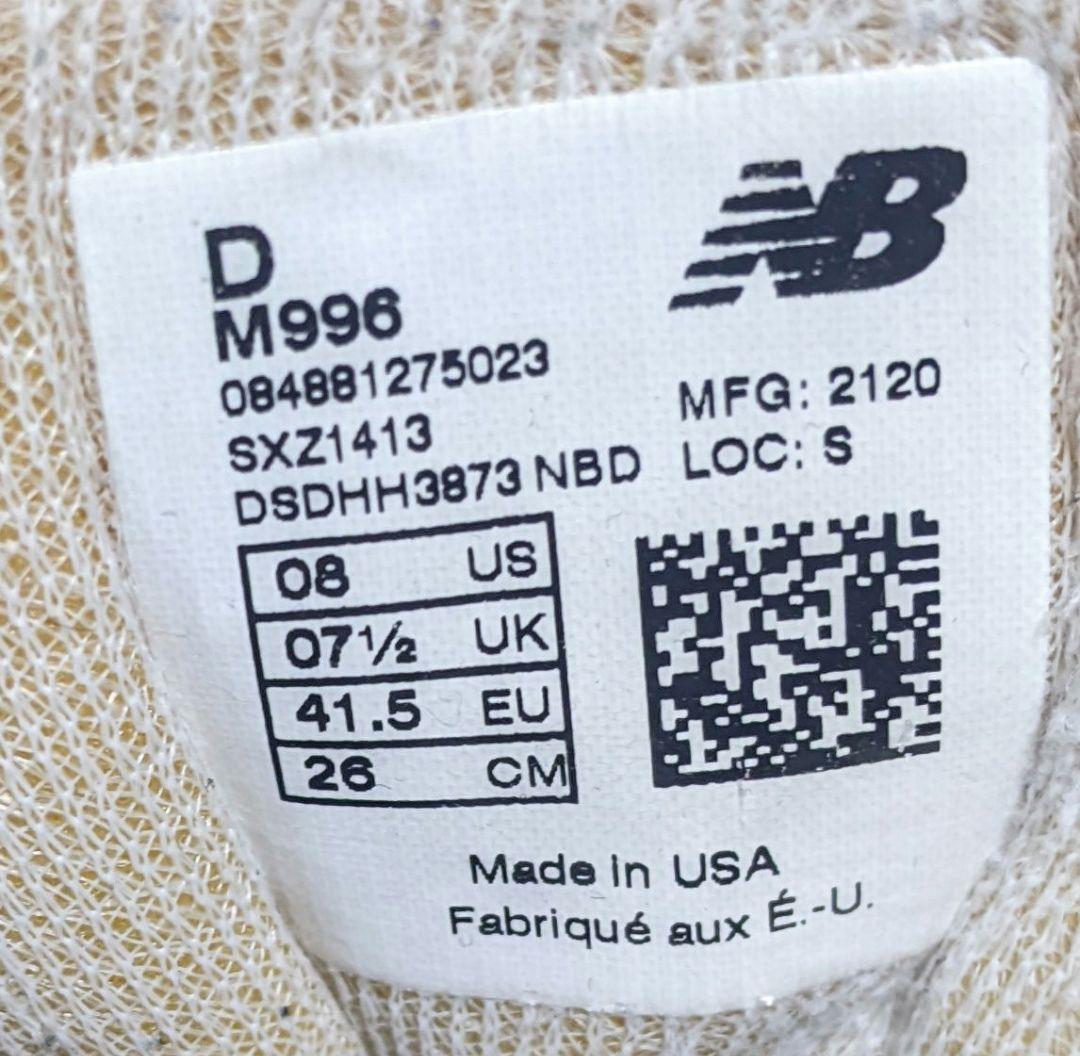 NB
D
M996
084881275023
SXZ1413
DSDHH3873 NBD
MFG: 2120
LOC: S
08 US
07½ UK
41.5 EU
26 CM
Made in USA
Fabriqué aux É.-U.